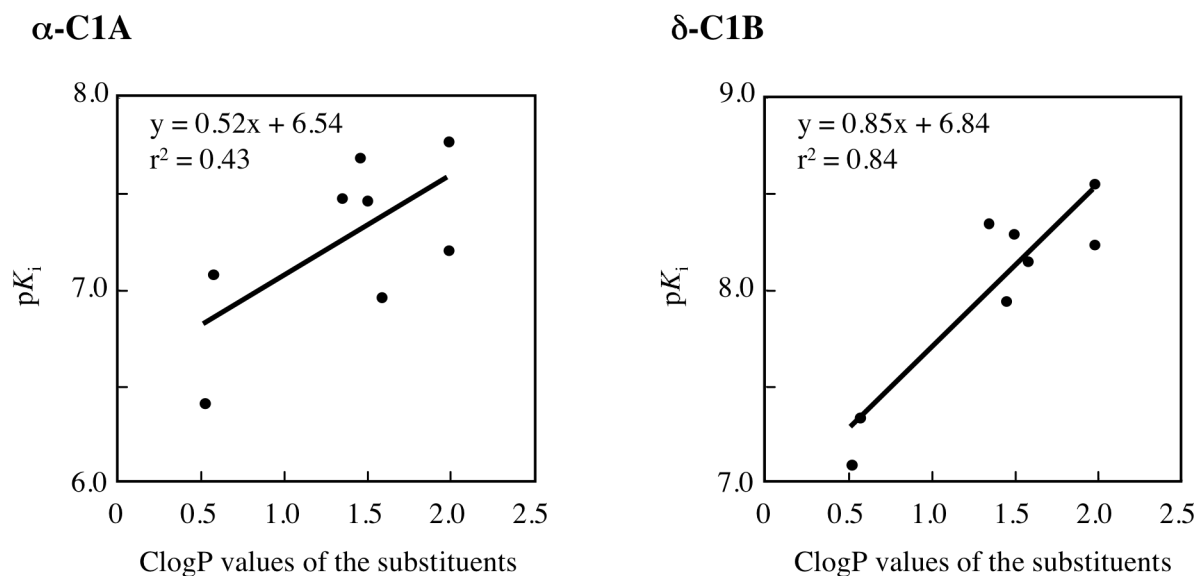 α-C1A
8.0
y = 0.52x + 6.54
r² = 0.43
pKi
7.0
6.0
0 0.5 1.0 1.5 2.0 2.5
ClogP values of the substituents
δ-C1B
9.0
y = 0.85x + 6.84
r² = 0.84
pKi
8.0
7.0
0 0.5 1.0 1.5 2.0 2.5
ClogP values of the substituents